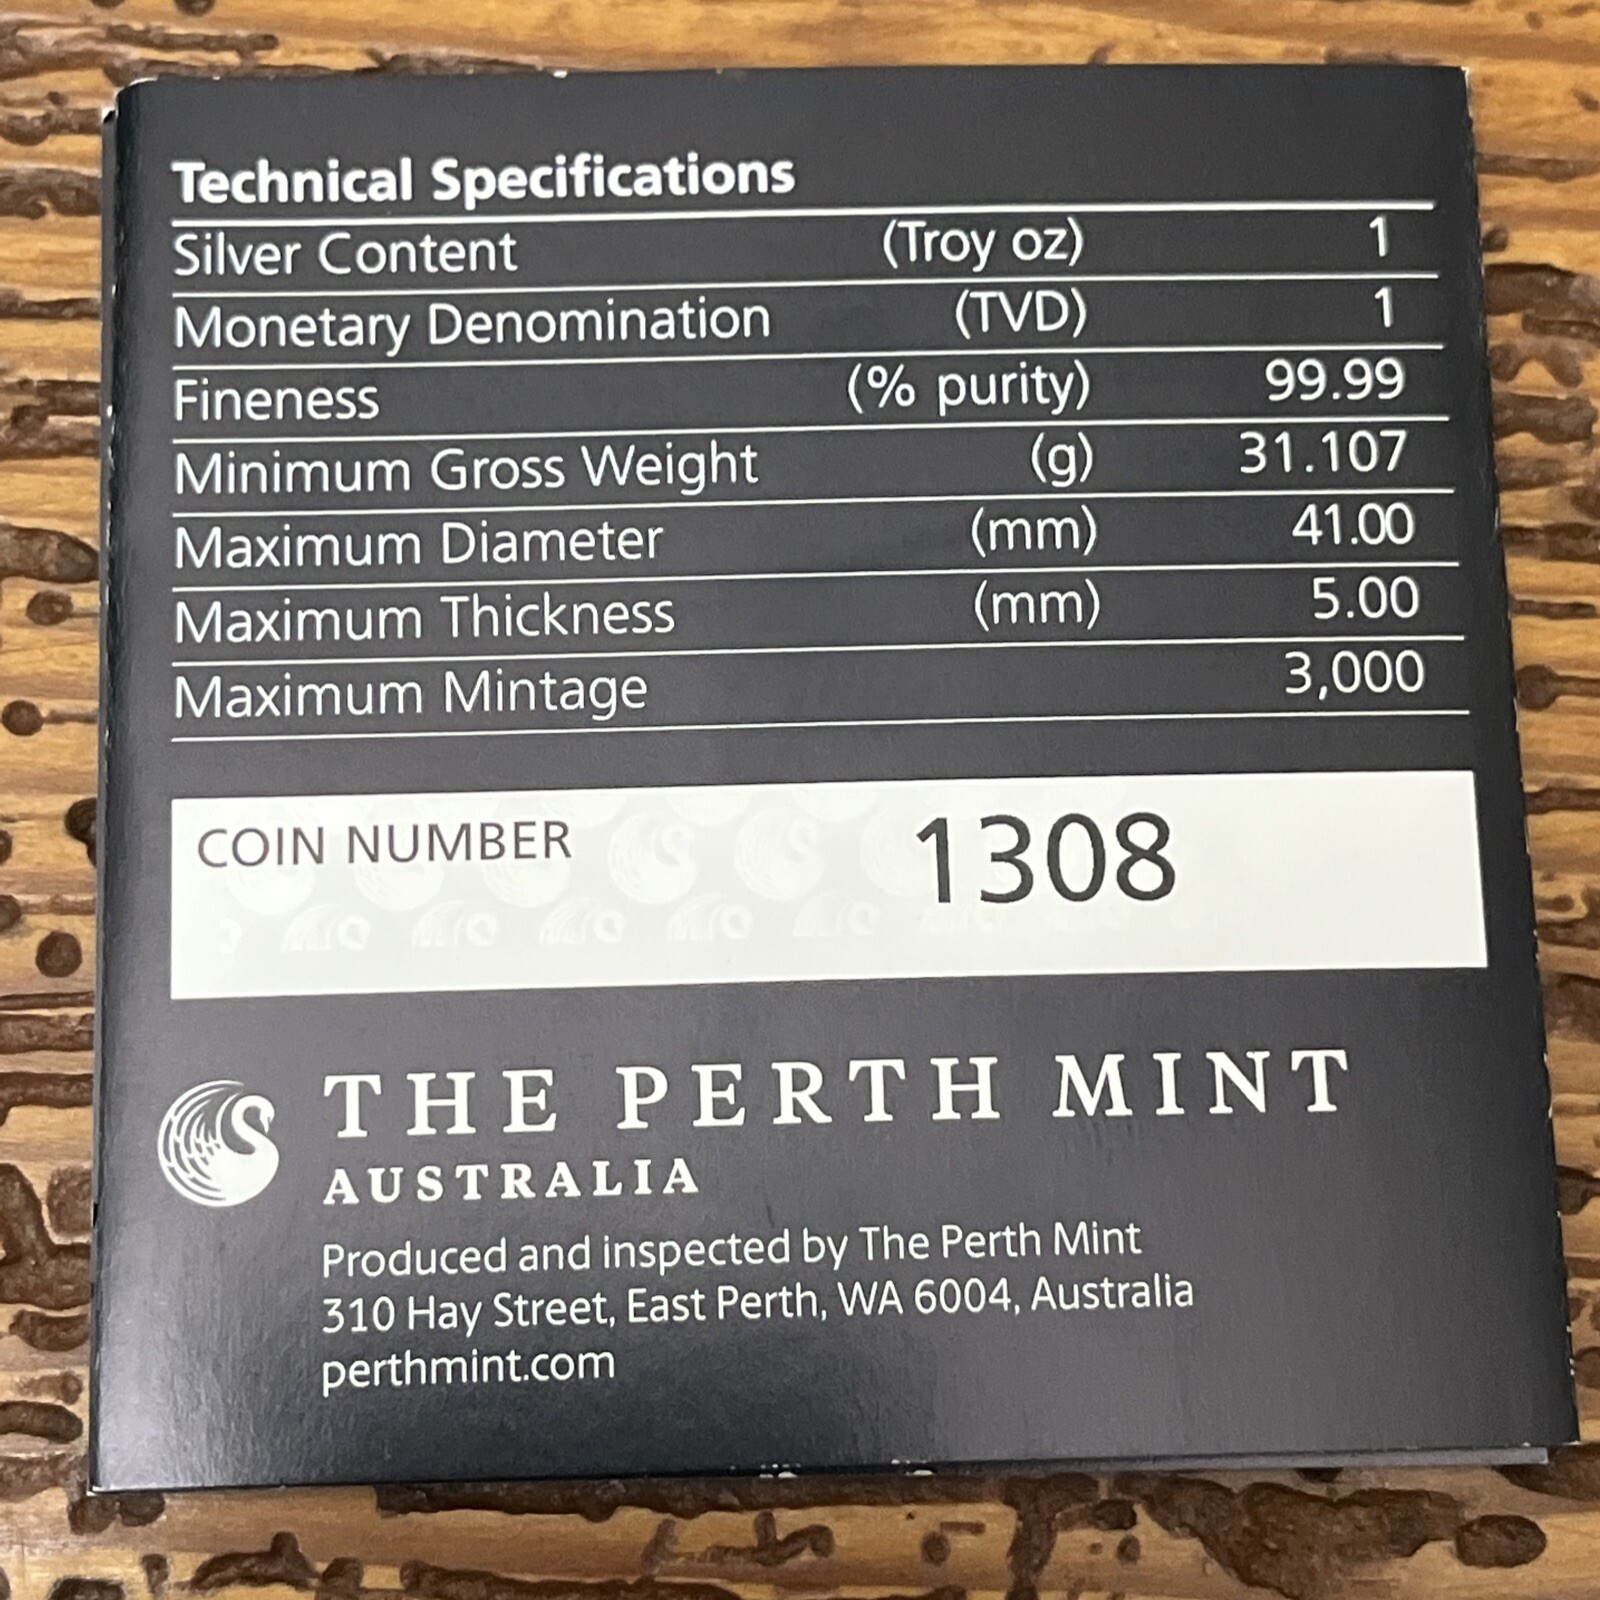 Technical Specifications
Silver Content (Troy oz) 1
Monetary Denomination (TVD) 1
Fineness (% purity) 99.99
Minimum Gross Weight (g) 31.107
Maximum Diameter (mm) 41.00
Maximum Thickness (mm) 5.00
Maximum Mintage 3,000
COIN NUMBER 1308
THE PERTH MINT
AUSTRALIA
Produced and inspected by The Perth Mint
310 Hay Street, East Perth, WA 6004, Australia
perthmint.com